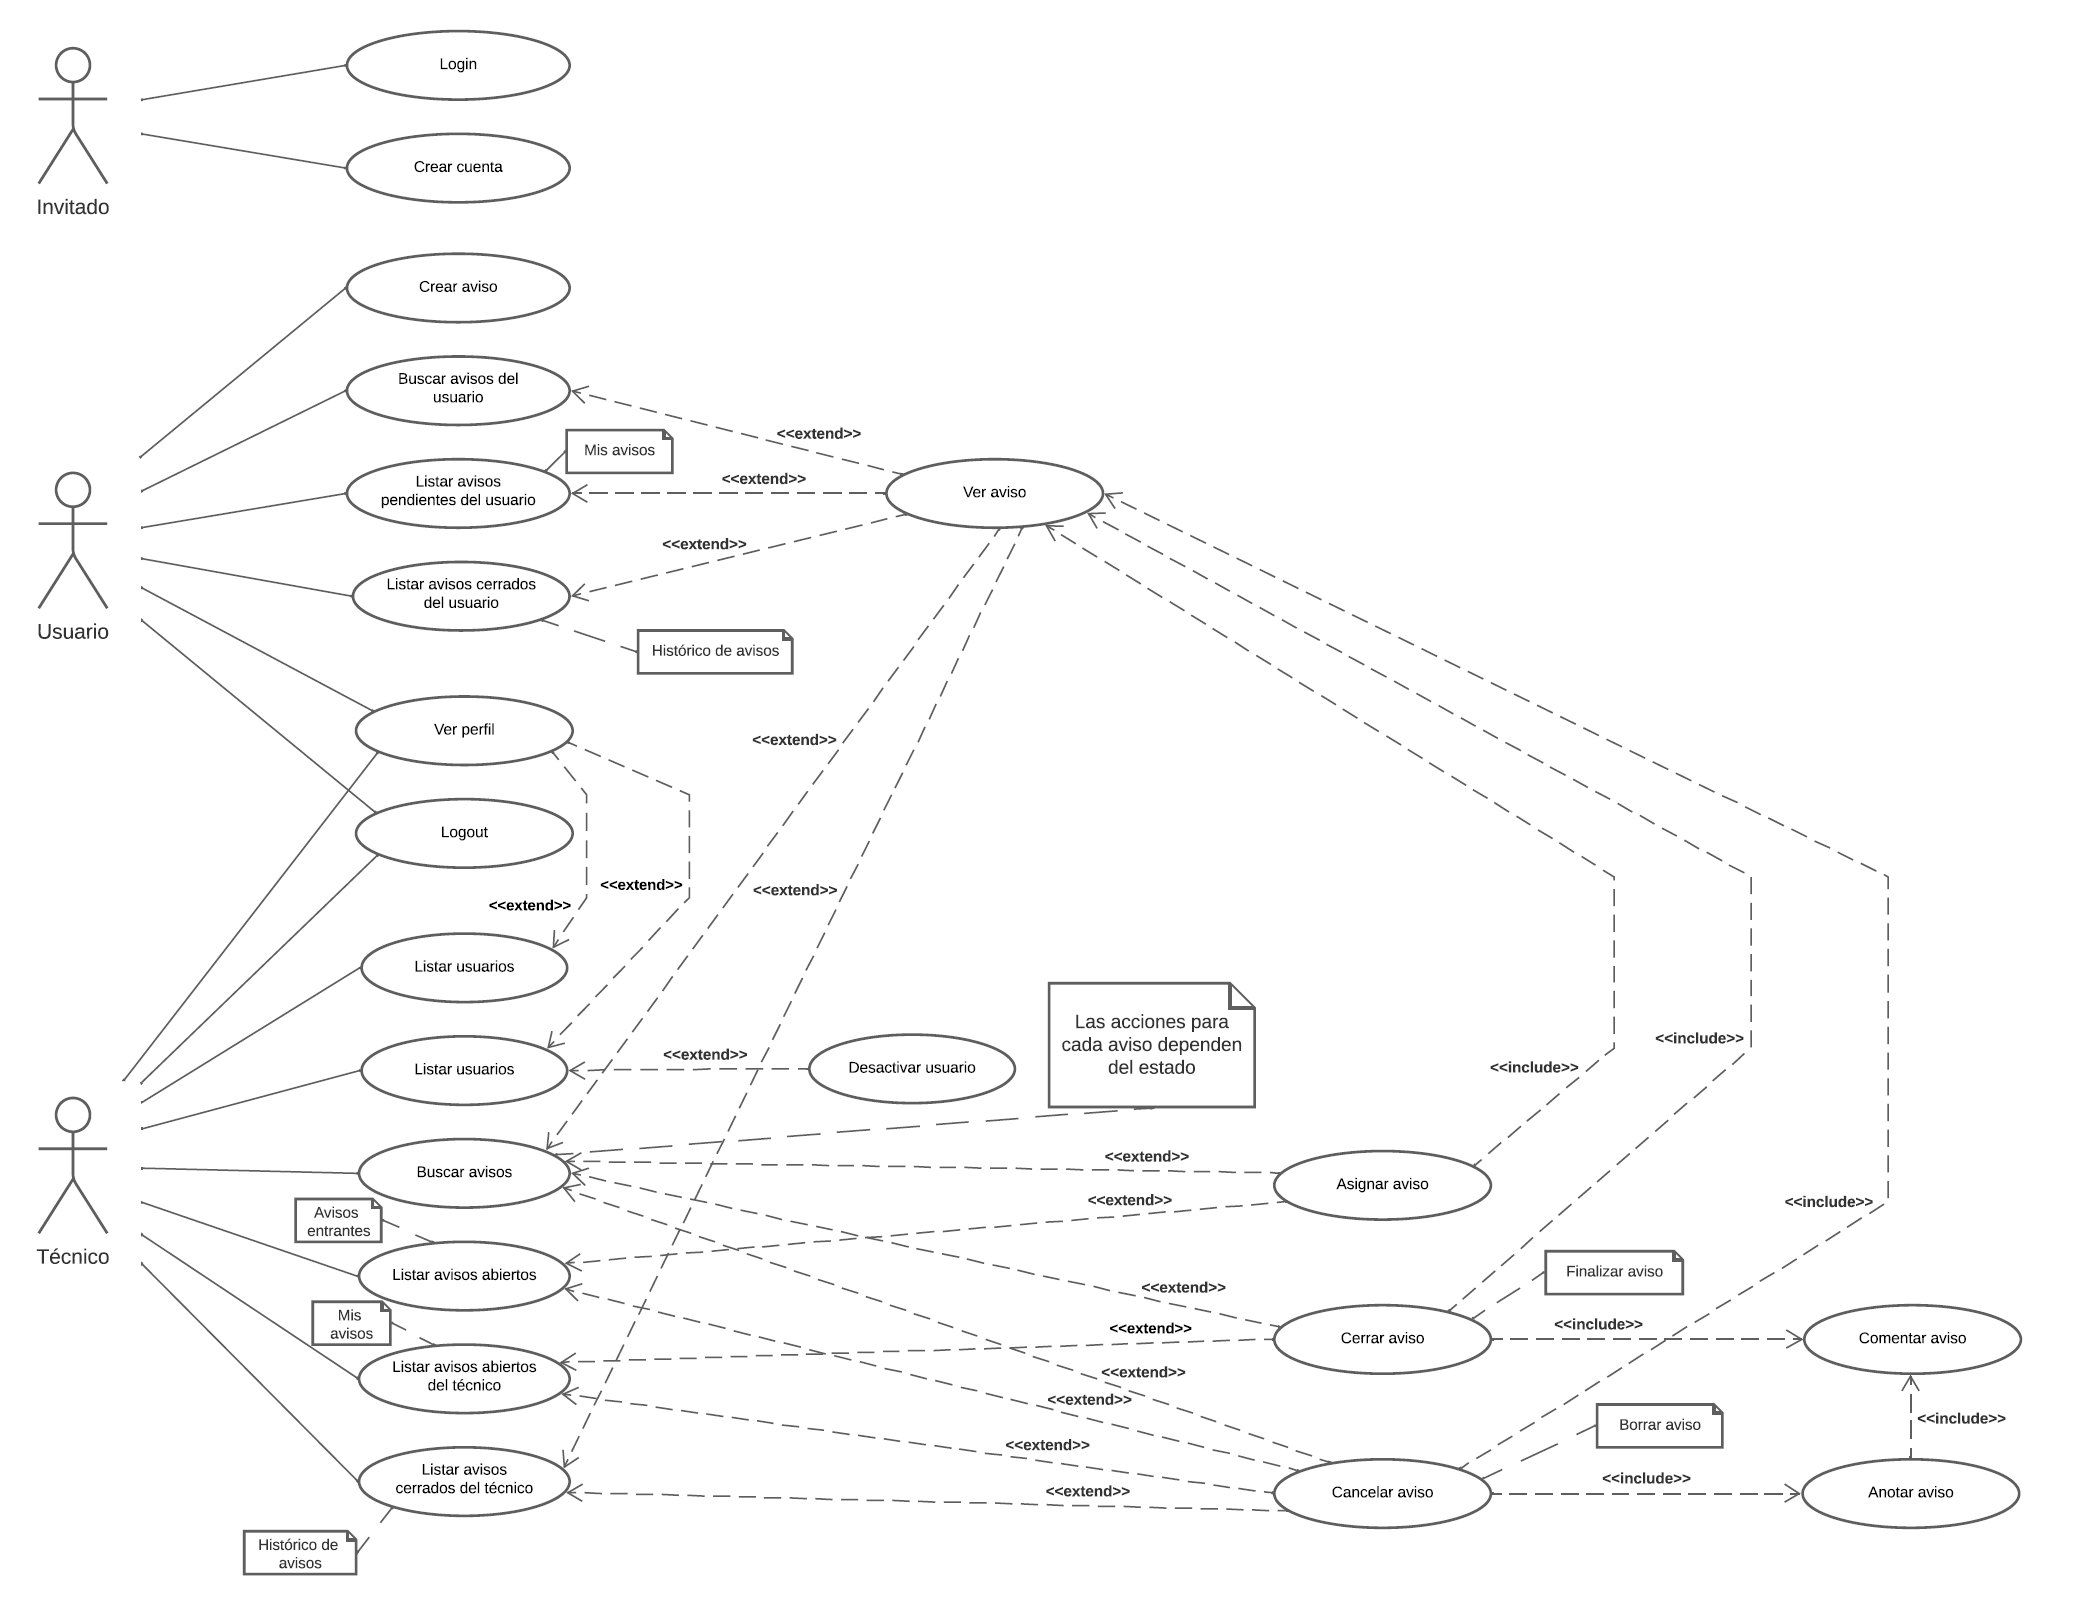 Login
Crear cuenta
Invitado
Crear aviso
Buscar avisos del
usuario
<<extend>>
Mis avisos
Listar avisos
pendientes del usuario
<<extend>>
Ver aviso
<<extend>>
Listar avisos cerrados
del usuario
Usuario
Histórico de avisos
Ver perfil
<<extend>>
Logout
<<extend>>
<<extend>>
<<extend>>
Listar usuarios
Las acciones para
cada aviso dependen
del estado
<<include>>
<<extend>>
Listar usuarios
Desactivar usuario
<<include>>
<<extend>>
Buscar avisos
Asignar aviso
<<extend>>
<<include>>
Avisos
entrantes
Técnico
Listar avisos abiertos
Finalizar aviso
<<extend>>
Mis
avisos
<<extend>>
<<include>>
Cerrar aviso
Comentar aviso
Listar avisos abiertos
del técnico
<<extend>>
<<extend>>
<<include>>
Borrar aviso
<<extend>>
Listar avisos
cerrados del técnico
<<extend>>
Cancelar aviso
<<include>>
Anotar aviso
Histórico de
avisos